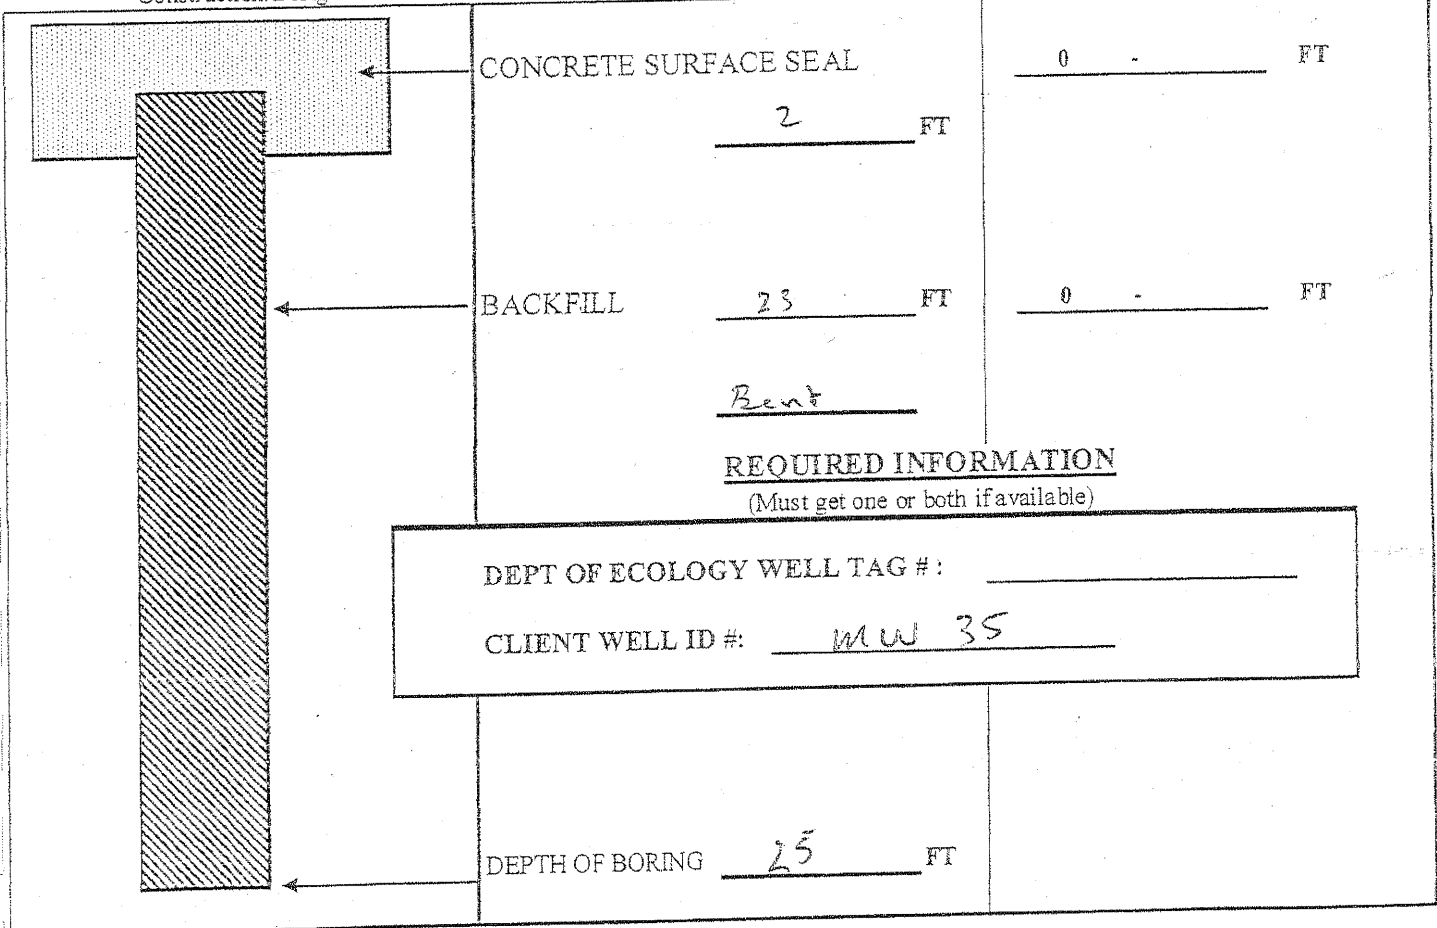 CONCRETE SURFACE SEAL 0 - FT
2 FT
BACKFILL 23 FT 0 - FT
Bent
REQUIRED INFORMATION
(Must get one or both if available)
DEPT OF ECOLOGY WELL TAG #:
CLIENT WELL ID #: MW 35
DEPTH OF BORING 25 FT